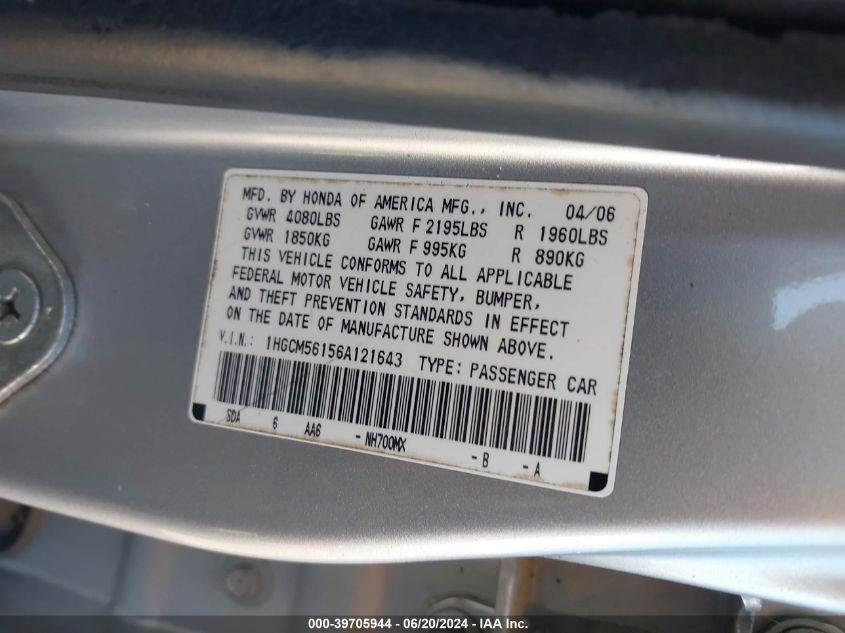 MFD. BY HONDA OF AMERICA MFG., INC. 04/06
GVWR 4080LBS GAWR F 2195LBS R 1960LBS
GVWR 1850KG GAWR F 995KG R 890KG
THIS VEHICLE CONFORMS TO ALL APPLICABLE
FEDERAL MOTOR VEHICLE SAFETY, BUMPER,
AND THEFT PREVENTION STANDARDS IN EFFECT
ON THE DATE OF MANUFACTURE SHOWN ABOVE.
V.I.N.: 1HGCM56156A121643 TYPE: PASSENGER CAR
SDA 6 AA6 -NH700MX -B -A
000-39705944 - 06/20/2024 - IAA Inc.